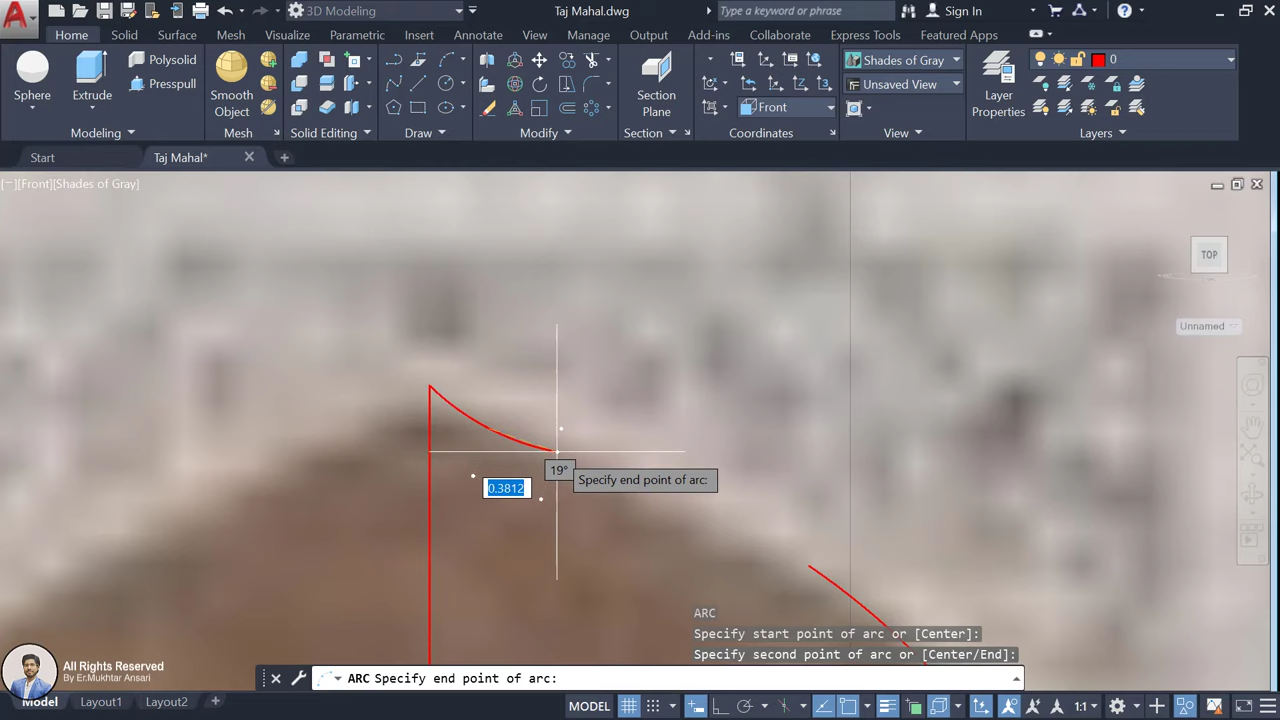 3D Modeling
Taj Mahal.dwg
Type a keyword or phrase
Sign In
Home
Solid
Surface
Mesh
Visualize
Parametric
Insert
Annotate
View
Manage
Output
Add-ins
Collaborate
Express Tools
Featured Apps
Sphere
Extrude
Polysolid
Presspull
Smooth
Object
Section
Plane
Front
Shades of Gray
Unsaved View
Layer
Properties
0
Modeling
Mesh
Solid Editing
Draw
Modify
Section
Coordinates
View
Layers
Start
Taj Mahal*
[−][Front][Shades of Gray]
TOP
Unnamed
19°
Specify end point of arc:
0.3812
ARC
Specify start point of arc or [Center]:
Specify second point of arc or [Center/End]:
ARC Specify end point of arc:
All Rights Reserved
By Er.Mukhtar Ansari
Model
Layout1
Layout2
MODEL
1:1